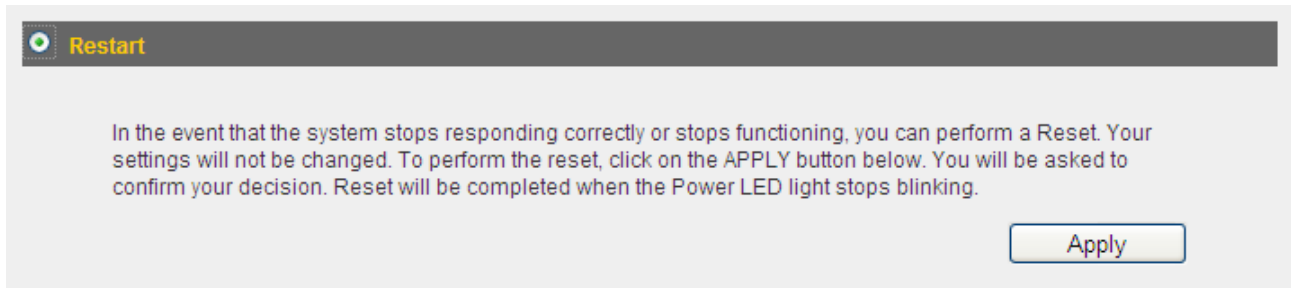 Restart
In the event that the system stops responding correctly or stops functioning, you can perform a Reset. Your
settings will not be changed. To perform the reset, click on the APPLY button below. You will be asked to
confirm your decision. Reset will be completed when the Power LED light stops blinking.
Apply